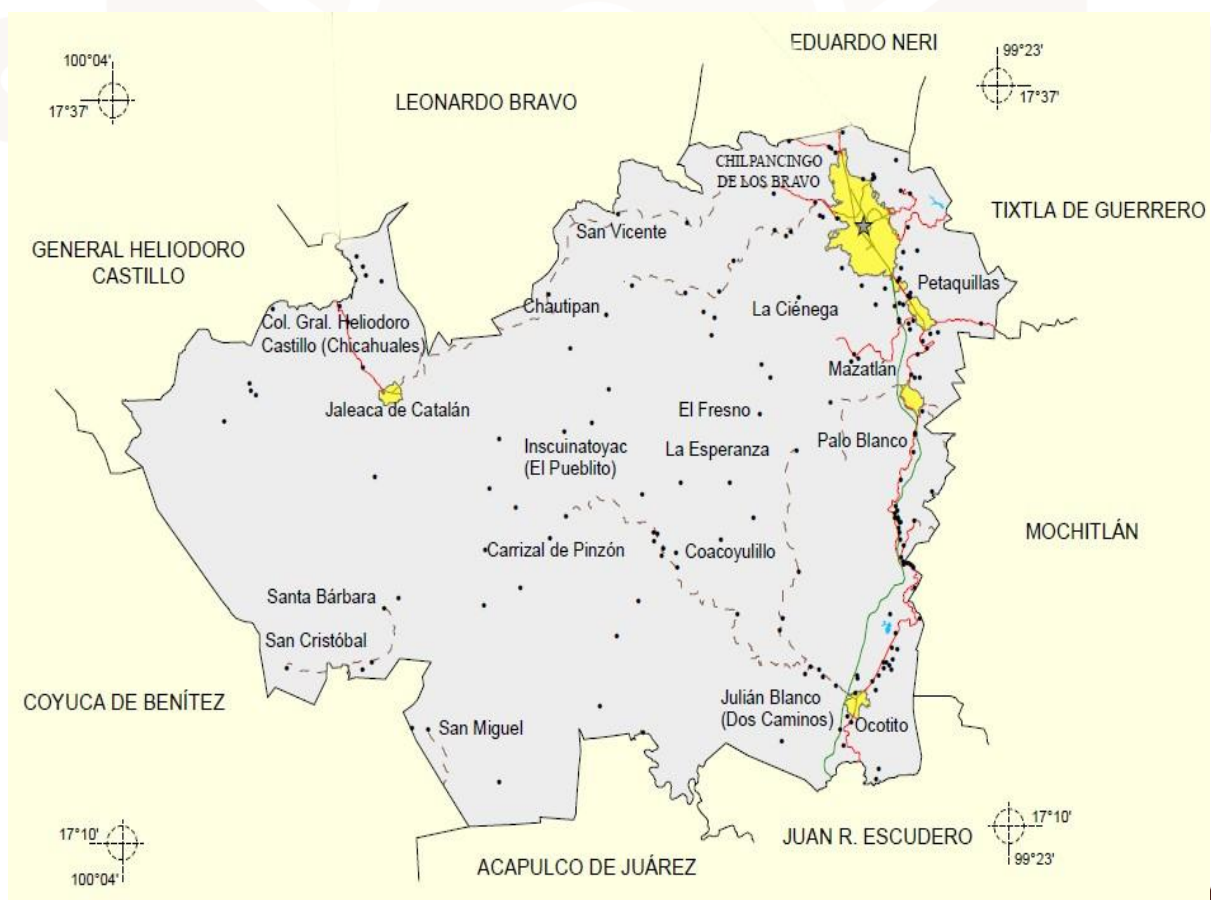 EDUARDO NERI
100°04'
99°23'
17°37'
17°37'
LEONARDO BRAVO
CHILPANCINGO
DE LOS BRAVO
TIXTLA DE GUERRERO
San Vicente
GENERAL HELIODORO
CASTILLO
Petaquillas
Chautipan
La Ciénega
Col. Gral. Heliodoro
Castillo (Chicahuales)
Mazatlán
Jaleaca de Catalán
El Fresno
Palo Blanco
Inscuinatoyac
(El Pueblito)
La Esperanza
MOCHITLÁN
Carrizal de Pinzón
Coacoyulillo
Santa Bárbara
San Cristóbal
COYUCA DE BENÍTEZ
Julián Blanco
(Dos Caminos)
Ocotito
San Miguel
17°10'
17°10'
JUAN R. ESCUDERO
99°23'
ACAPULCO DE JUÁREZ
100°04'